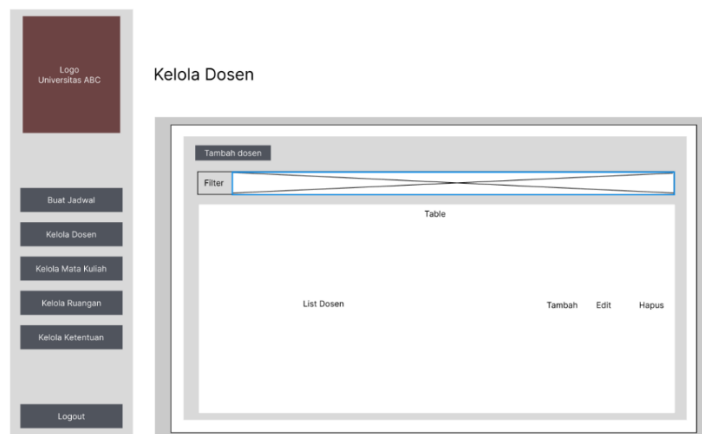 Logo
Universitas ABC
Kelola Dosen
Tambah dosen
Filter
Table
List Dosen
Tambah
Edit
Hapus
Buat Jadwal
Kelola Dosen
Kelola Mata Kuliah
Kelola Ruangan
Kelola Ketentuan
Logout